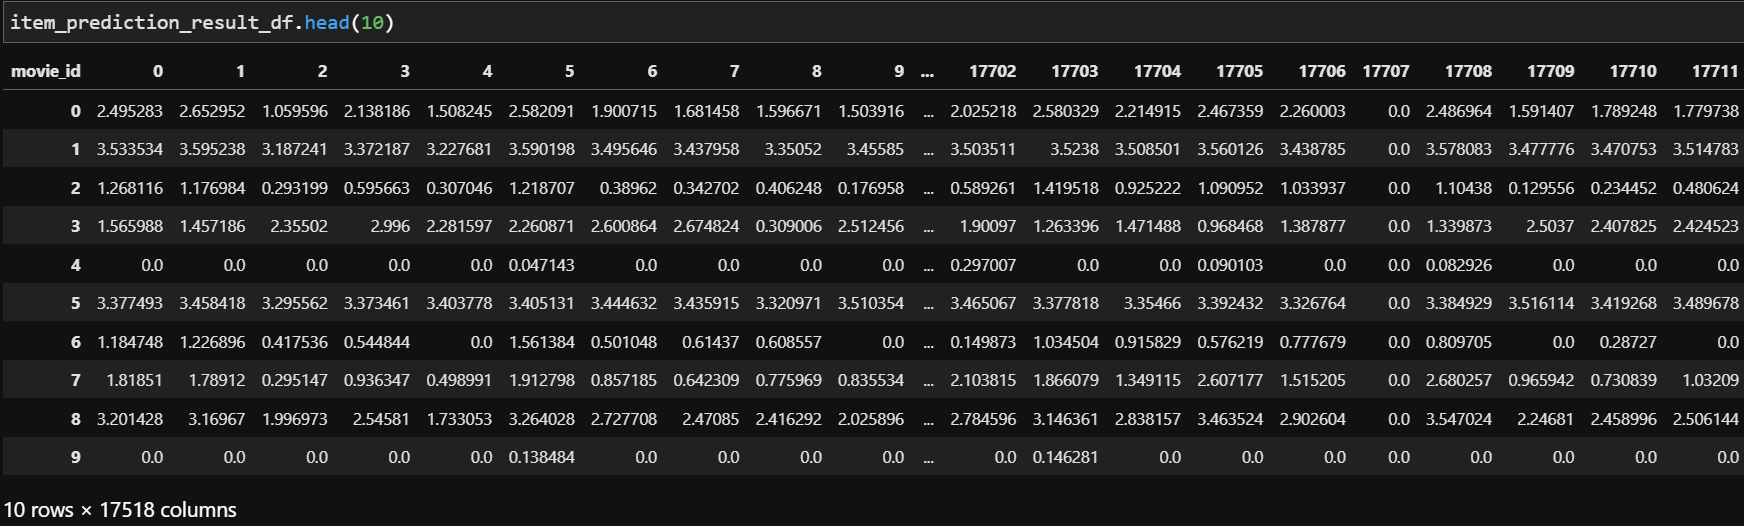 item_prediction_result_df.head(10)
movie_id 0 1 2 3 4 5 6 7 8 9 ... 17702 17703 17704 17705 17706 17707 17708 17709 17710 17711
0 2.495283 2.652952 1.059596 2.138186 1.508245 2.582091 1.900715 1.681458 1.596671 1.503916 ... 2.025218 2.580329 2.214915 2.467359 2.260003 0.0 2.486964 1.591407 1.789248 1.779738
1 3.533534 3.595238 3.187241 3.372187 3.227681 3.590198 3.495646 3.437958 3.35052 3.45585 ... 3.503511 3.5238 3.508501 3.560126 3.438785 0.0 3.578083 3.477776 3.470753 3.514783
2 1.268116 1.176984 0.293199 0.595663 0.307046 1.218707 0.38962 0.342702 0.406248 0.176958 ... 0.589261 1.419518 0.925222 1.090952 1.033937 0.0 1.10438 0.129556 0.234452 0.480624
3 1.565988 1.457186 2.35502 2.996 2.281597 2.260871 2.600864 2.674824 0.309006 2.512456 ... 1.90097 1.263396 1.471488 0.968468 1.387877 0.0 1.339873 2.5037 2.407825 2.424523
4 0.0 0.0 0.0 0.0 0.0 0.047143 0.0 0.0 0.0 0.0 ... 0.297007 0.0 0.0 0.090103 0.0 0.0 0.082926 0.0 0.0 0.0
5 3.377493 3.458418 3.295562 3.373461 3.403778 3.405131 3.444632 3.435915 3.320971 3.510354 ... 3.465067 3.377818 3.35466 3.392432 3.326764 0.0 3.384929 3.516114 3.419268 3.489678
6 1.184748 1.226896 0.417536 0.544844 0.0 1.561384 0.501048 0.61437 0.608557 0.0 ... 0.149873 1.034504 0.915829 0.576219 0.777679 0.0 0.809705 0.0 0.28727 0.0
7 1.81851 1.78912 0.295147 0.936347 0.498991 1.912798 0.857185 0.642309 0.775969 0.835534 ... 2.103815 1.866079 1.349115 2.607177 1.515205 0.0 2.680257 0.965942 0.730839 1.03209
8 3.201428 3.16967 1.996973 2.54581 1.733053 3.264028 2.727708 2.47085 2.416292 2.025896 ... 2.784596 3.146361 2.838157 3.463524 2.902604 0.0 3.547024 2.24681 2.458996 2.506144
9 0.0 0.0 0.0 0.0 0.0 0.138484 0.0 0.0 0.0 0.0 ... 0.0 0.146281 0.0 0.0 0.0 0.0 0.0 0.0 0.0 0.0
10 rows × 17518 columns